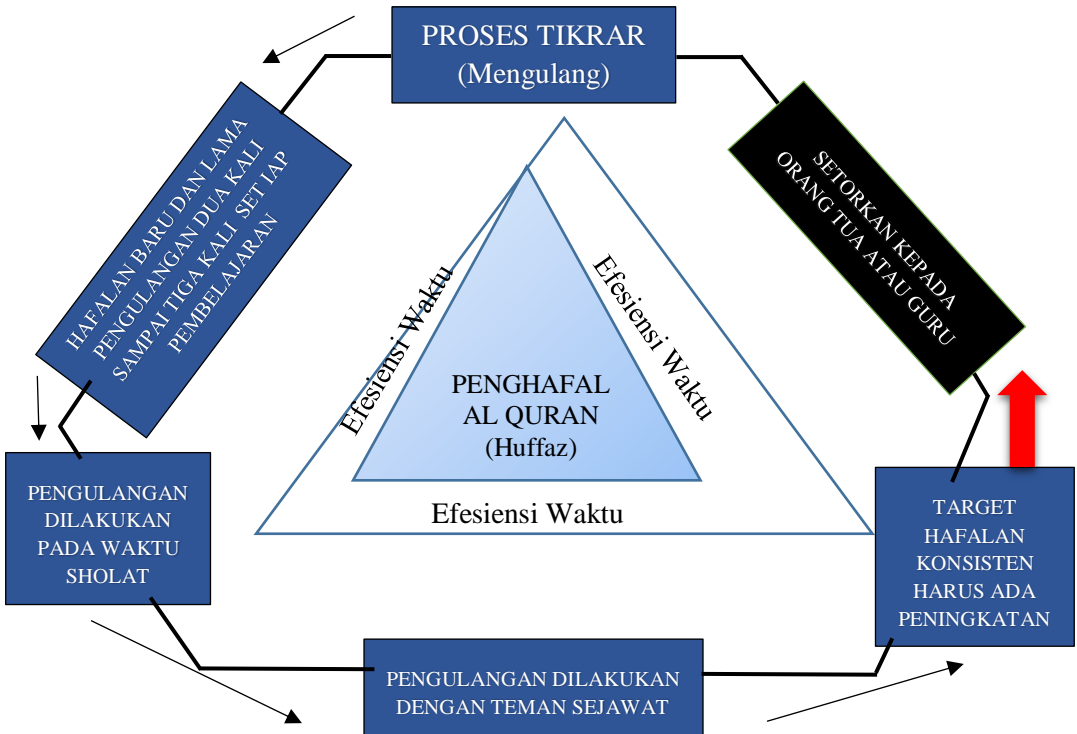 PROSES TIKRAR
(Mengulang)
HAFALAN BARU DAN LAMA
PENGULANGAN DUA KALI
SAMPAI TIGA KALI SET IAP
PEMBELAJARAN
SETORKAN KEPADA
ORANG TUA ATAU GURU
Efesiensi Waktu
Efesiensi Waktu
PENGHAFAL
AL QURAN
(Huffaz)
Efesiensi Waktu
PENGULANGAN
DILAKUKAN
PADA WAKTU
SHOLAT
TARGET
HAFALAN
KONSISTEN
HARUS ADA
PENINGKATAN
PENGULANGAN DILAKUKAN
DENGAN TEMAN SEJAWAT